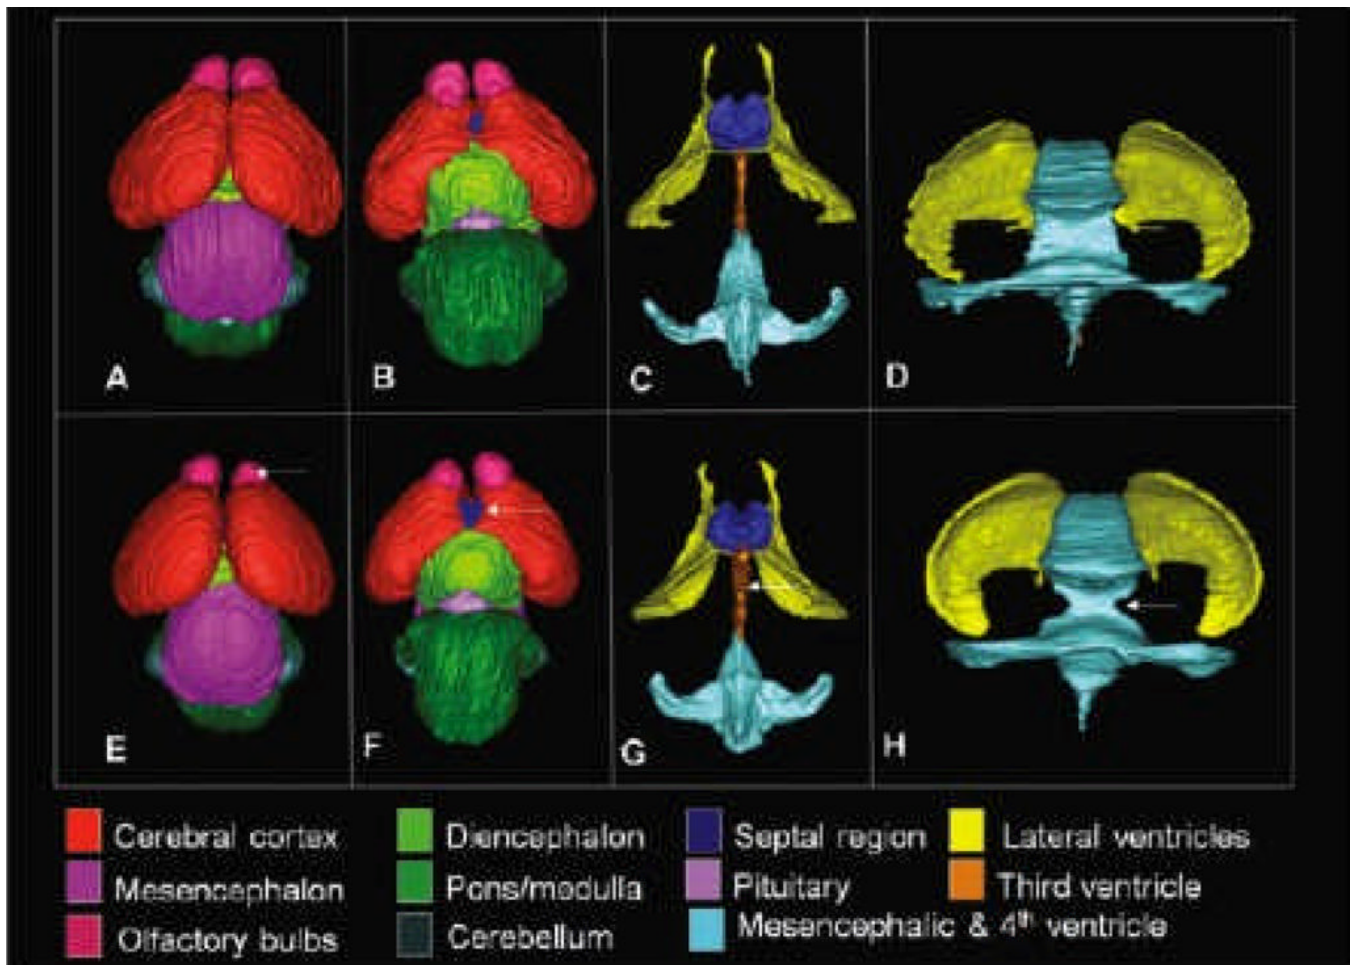 A
B
C
D
E
F
G
H
Cerebral cortex
Diencephalon
Septal region
Lateral ventricles
Mesencephalon
Pons/medulla
Pituitary
Third ventricle
Olfactory bulbs
Cerebellum
Mesencephalic & 4th ventricle